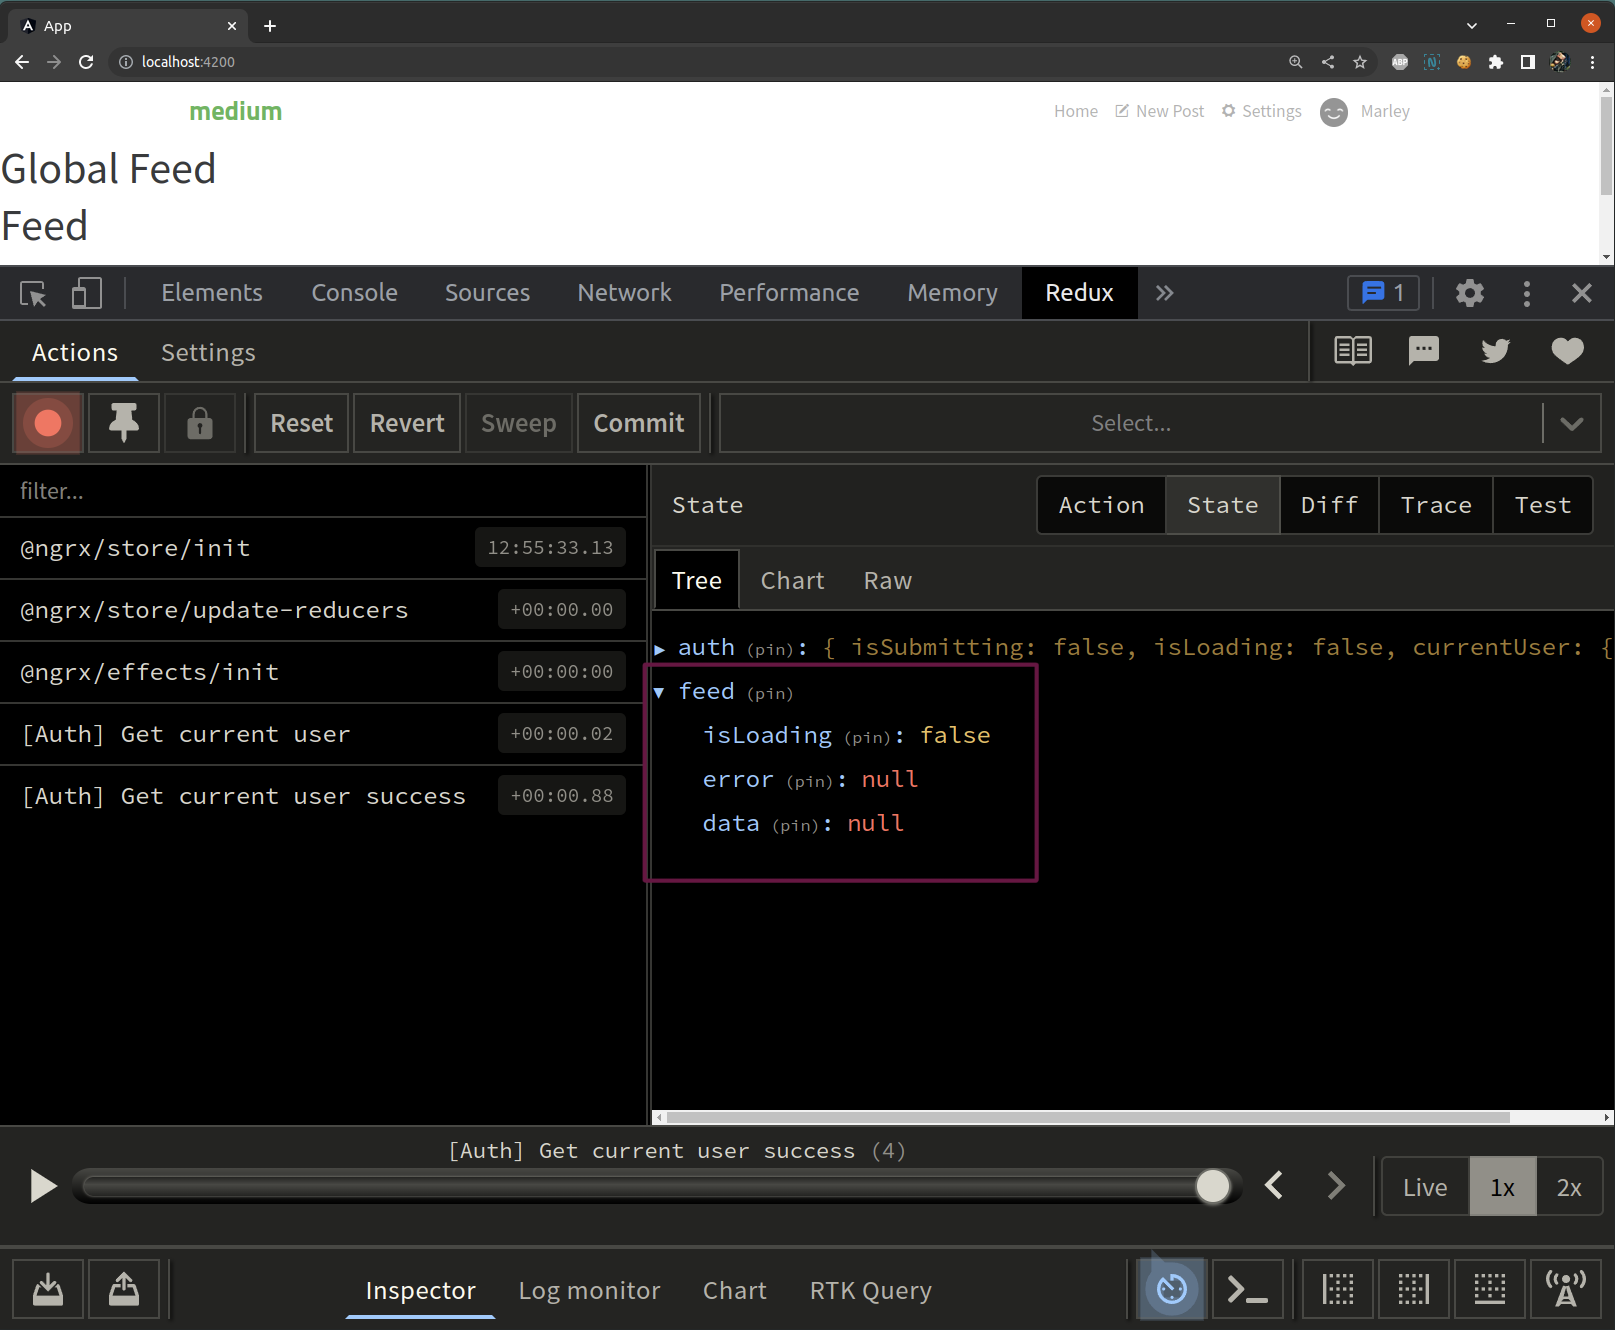 App
localhost:4200
ABP
N
medium
Home New Post Settings Marley
Global Feed
Feed
Elements Console Sources Network Performance Memory Redux 1
Actions Settings
Reset Revert Sweep Commit Select...
filter...
@ngrx/store/init 12:55:33.13
@ngrx/store/update-reducers +00:00.00
@ngrx/effects/init +00:00:00
[Auth] Get current user +00:00.02
[Auth] Get current user success +00:00.88
State Action State Diff Trace Test
Tree Chart Raw
auth (pin): { isSubmitting: false, isLoading: false, currentUser: {
feed (pin)
isLoading (pin): false
error (pin): null
data (pin): null
[Auth] Get current user success (4)
Live 1x 2x
Inspector Log monitor Chart RTK Query